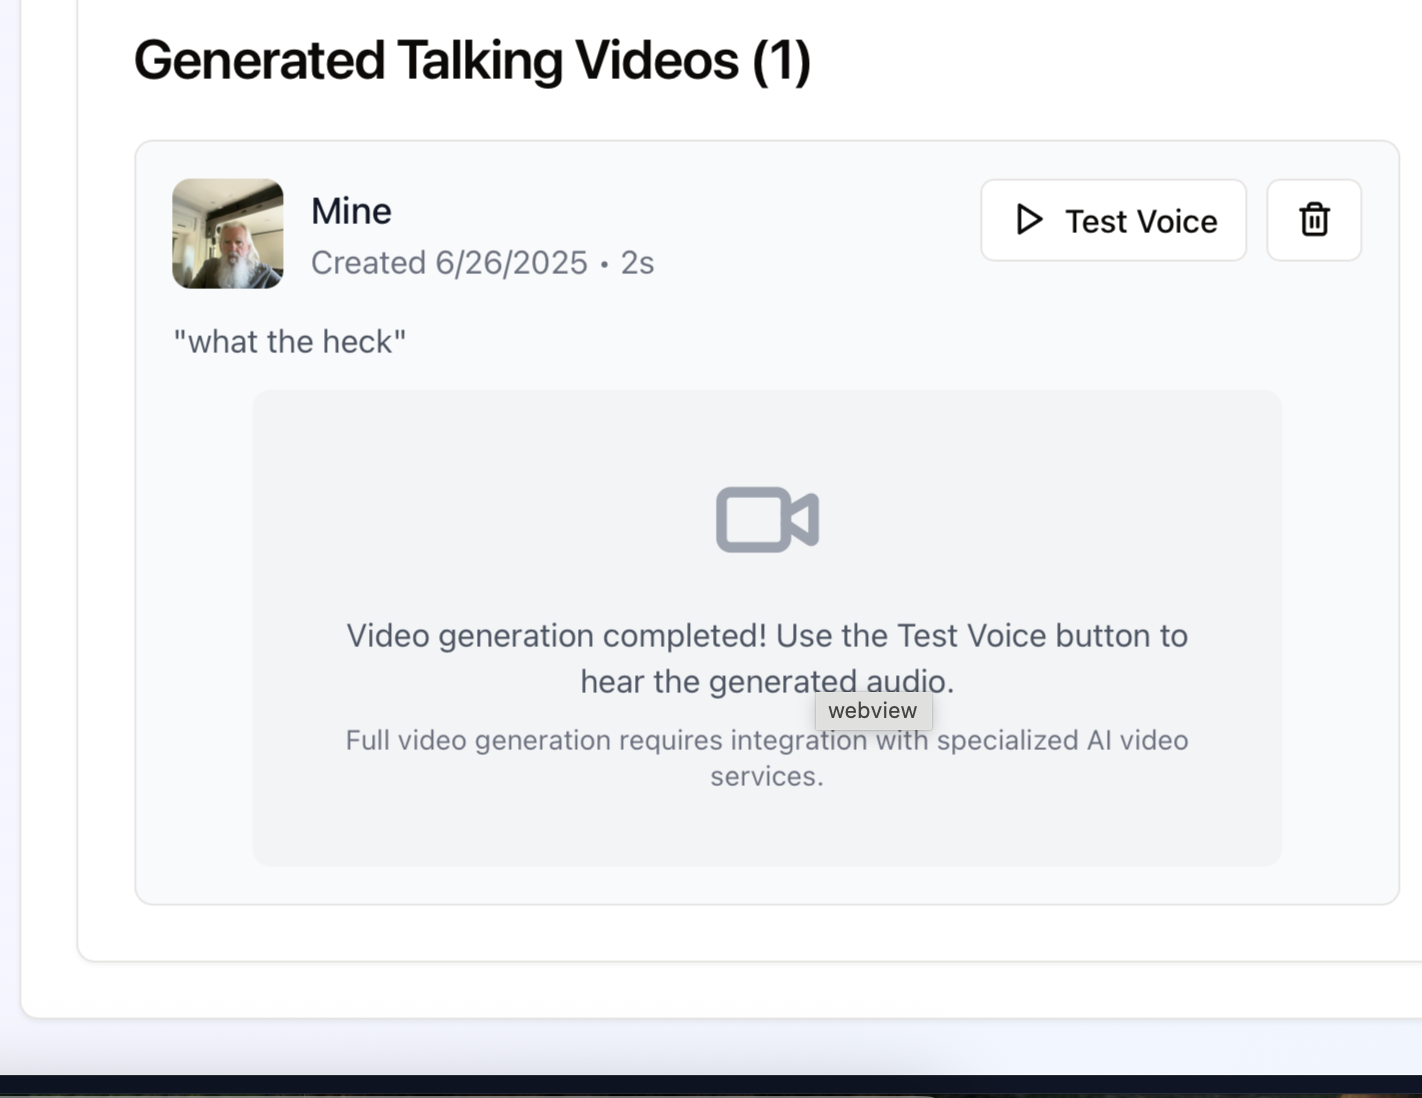 Generated Talking Videos (1)
Mine
Test Voice
Created 6/26/2025 • 2s
"what the heck"
Video generation completed! Use the Test Voice button to
hear the generated audio.
webview
Full video generation requires integration with specialized AI video
services.